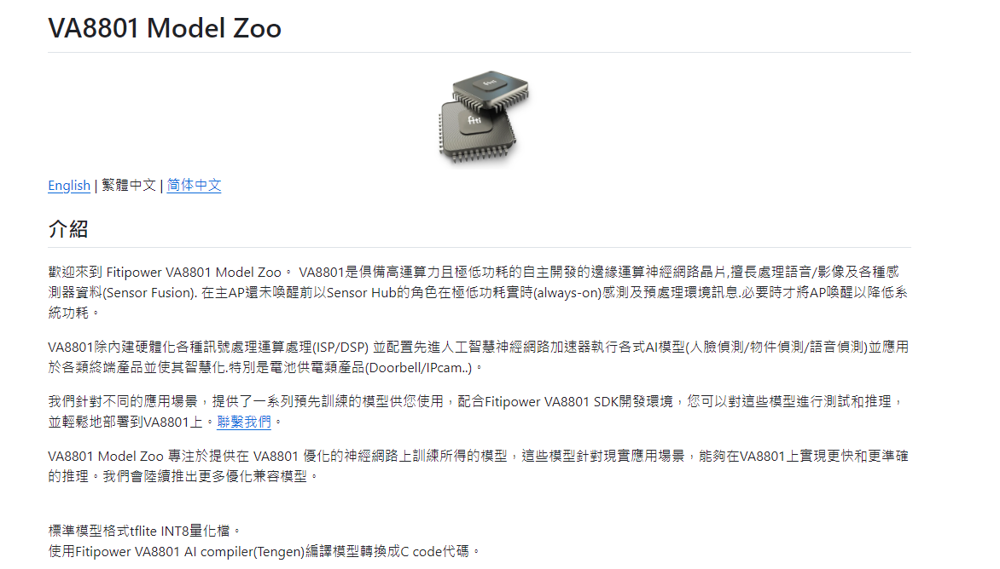 VA8801 Model Zoo
fiti
fiti
English | 繁體中文 | 简体中文
介紹
歡迎來到 Fitipower VA8801 Model Zoo。 VA8801是俱備高運算力且極低功耗的自主開發的邊緣運算神經網路晶片,擅長處理語音/影像及各種感
測器資料(Sensor Fusion). 在主AP還未喚醒前以Sensor Hub的角色在極低功耗實時(always-on)感測及預處理環境訊息.必要時才將AP喚醒以降低系
統功耗。
VA8801除內建硬體化各種訊號處理運算處理(ISP/DSP) 並配置先進人工智慧神經網路加速器執行各式AI模型(人臉偵測/物件偵測/語音偵測)並應用
於各類終端產品並使其智慧化.特別是電池供電類產品(Doorbell/IPcam..)。
我們針對不同的應用場景，提供了一系列預先訓練的模型供您使用，配合Fitipower VA8801 SDK開發環境，您可以對這些模型進行測試和推理，
並輕鬆地部署到VA8801上。聯繫我們。
VA8801 Model Zoo 專注於提供在 VA8801 優化的神經網路上訓練所得的模型，這些模型針對現實應用場景，能夠在VA8801上實現更快和更準確
的推理。我們會陸續推出更多優化兼容模型。
標準模型格式tflite INT8量化檔。
使用Fitipower VA8801 AI compiler(Tengen)編譯模型轉換成C code代碼。